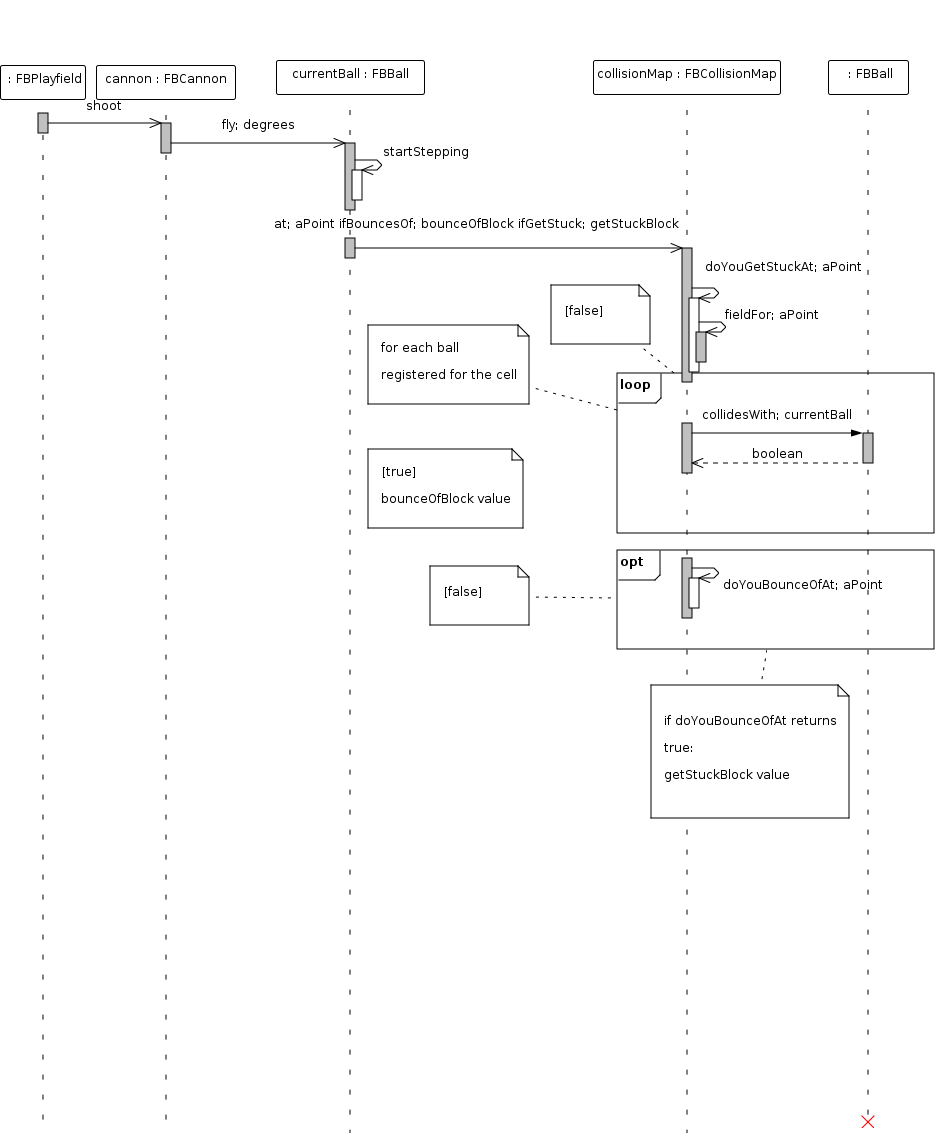 : FBPlayfield
cannon : FBCannon
currentBall : FBBall
collisionMap : FBCollisionMap
: FBBall
shoot
fly; degrees
startStepping
at; aPoint ifBouncesOf; bounceOfBlock ifGetStuck; getStuckBlock
doYouGetStuckAt; aPoint
[false]
fieldFor; aPoint
for each ball
registered for the cell
loop
collidesWith; currentBall
boolean
[true]
bounceOfBlock value
opt
doYouBounceOfAt; aPoint
[false]
if doYouBounceOfAt returns
true:
getStuckBlock value